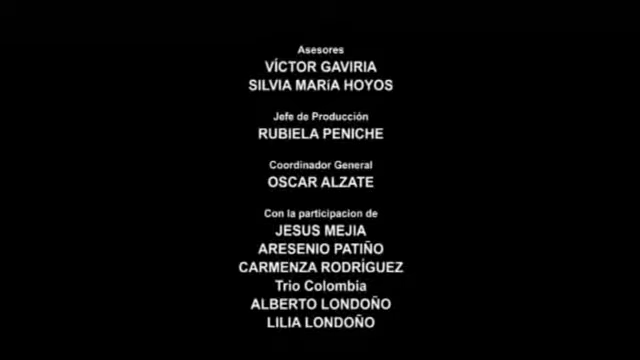 Asesores
VÍCTOR GAVIRIA
SILVIA MARíA HOYOS
Jefe de Producción
RUBIELA PENICHE
Coordinador General
OSCAR ALZATE
Con la participacion de
JESUS MEJIA
ARESENIO PATIÑO
CARMENZA RODRÍGUEZ
Trio Colombia
ALBERTO LONDOÑO
LILIA LONDOÑO